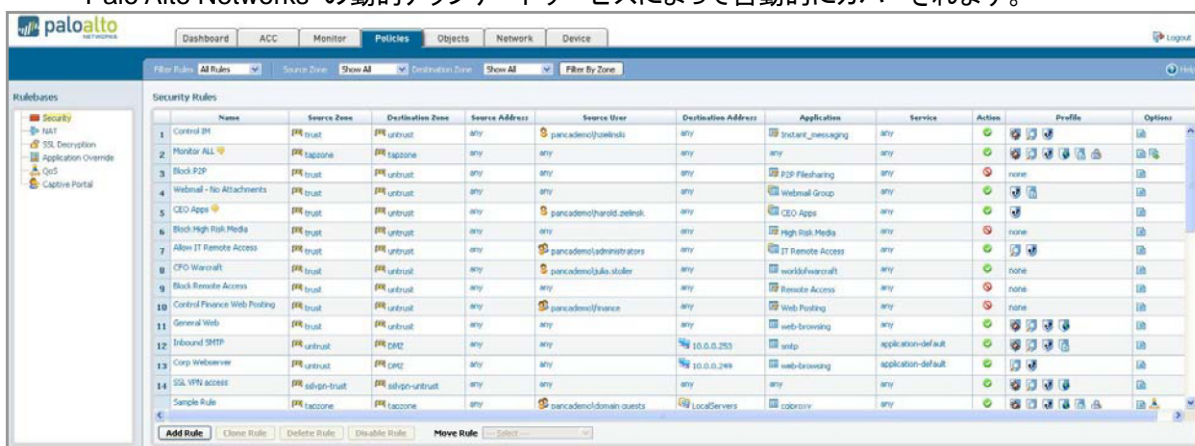 Palo Alto Networks の動的アップデートサービスによって自動的にカバーされます。
paloalto
NETWORKS
Dashboard ACC Monitor Policies Objects Network Device Logout
Filter Rules All Rules Source Zone Show All Destination Zone Show All Filter By Zone Help
Rulebases
Security
NAT
SSL Decryption
Application Override
QoS
Captive Portal
Security Rules
Name Source Zone Destination Zone Source Address Source User Destination Address Application Service Action Profile Options
1 Control IM trust untrust any pancademo\hzielinski any Instant_messaging any
2 Monitor ALL tapzone tapzone any any any any any
3 Block P2P trust untrust any any any P2P Filesharing any none
4 Webmail - No Attachments trust untrust any any any Webmail Group any
5 CEO Apps trust untrust any pancademo\harold.zielinsk any CEO Apps any
6 Block High Risk Media trust untrust any any any High Risk Media any none
7 Allow IT Remote Access trust untrust any pancademo\administrators any IT Remote Access any
8 CFO Warcraft trust untrust any pancademo\julia.stoller any worldofwarcraft any none
9 Block Remote Access trust untrust any any any Remote Access any none
10 Control Finance Web Posting trust untrust any pancademo\finance any Web Posting any none
11 General Web trust untrust any any any web-browsing any
12 Inbound SMTP untrust DMZ any any 10.0.0.253 smtp application-default
13 Corp Webserver untrust DMZ any any 10.0.0.249 web-browsing application-default
14 SSL VPN access sslvpn-trust sslvpn-untrust any any any any any
Sample Rule tapzone tapzone any pancademo\domain guests LocalServers cgiproxy any
Add Rule Clone Rule Delete Rule Disable Rule Move Rule --- Select ---